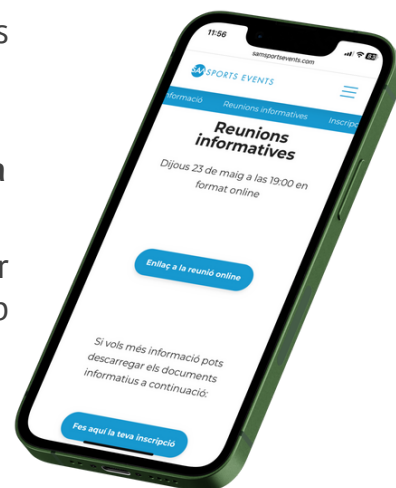 s
a
r
o
11:56
samsportsevents.com
SAM SPORTS EVENTS
formació Reunions informatives Inscripc
Reunions
informatives
Dijous 23 de maig a las 19:00 en
format online
Enllaç a la reunió online
Si vols més informació pots
descarregar els documents
informatius a continuació:
Fes aquí la teva inscripció